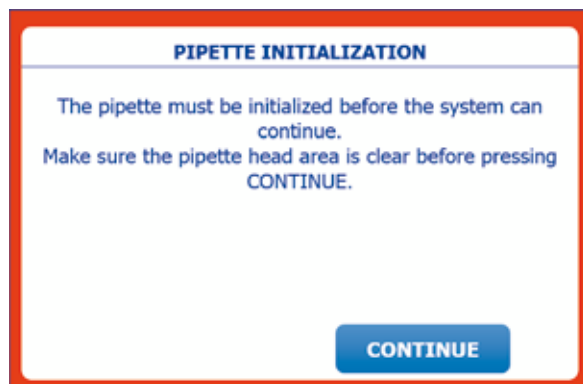 PIPETTE INITIALIZATION
The pipette must be initialized before the system can
continue.
Make sure the pipette head area is clear before pressing
CONTINUE.
CONTINUE